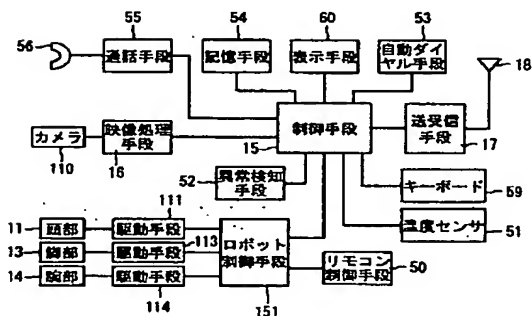 55
54
60
53
56
通話手段
記憶手段
表示手段
自動ダイ
ヤル手段
18
カメラ
110
映像処理
手段
16
制御手段
15
送受信
手段
17
異常検知
手段
52
キーボード
59
温度センサ
51
11
頭部
111
駆動手段
13
脚部
113
駆動手段
14
腕部
114
駆動手段
ロボット
制御手段
151
リモコン
制御手段
50